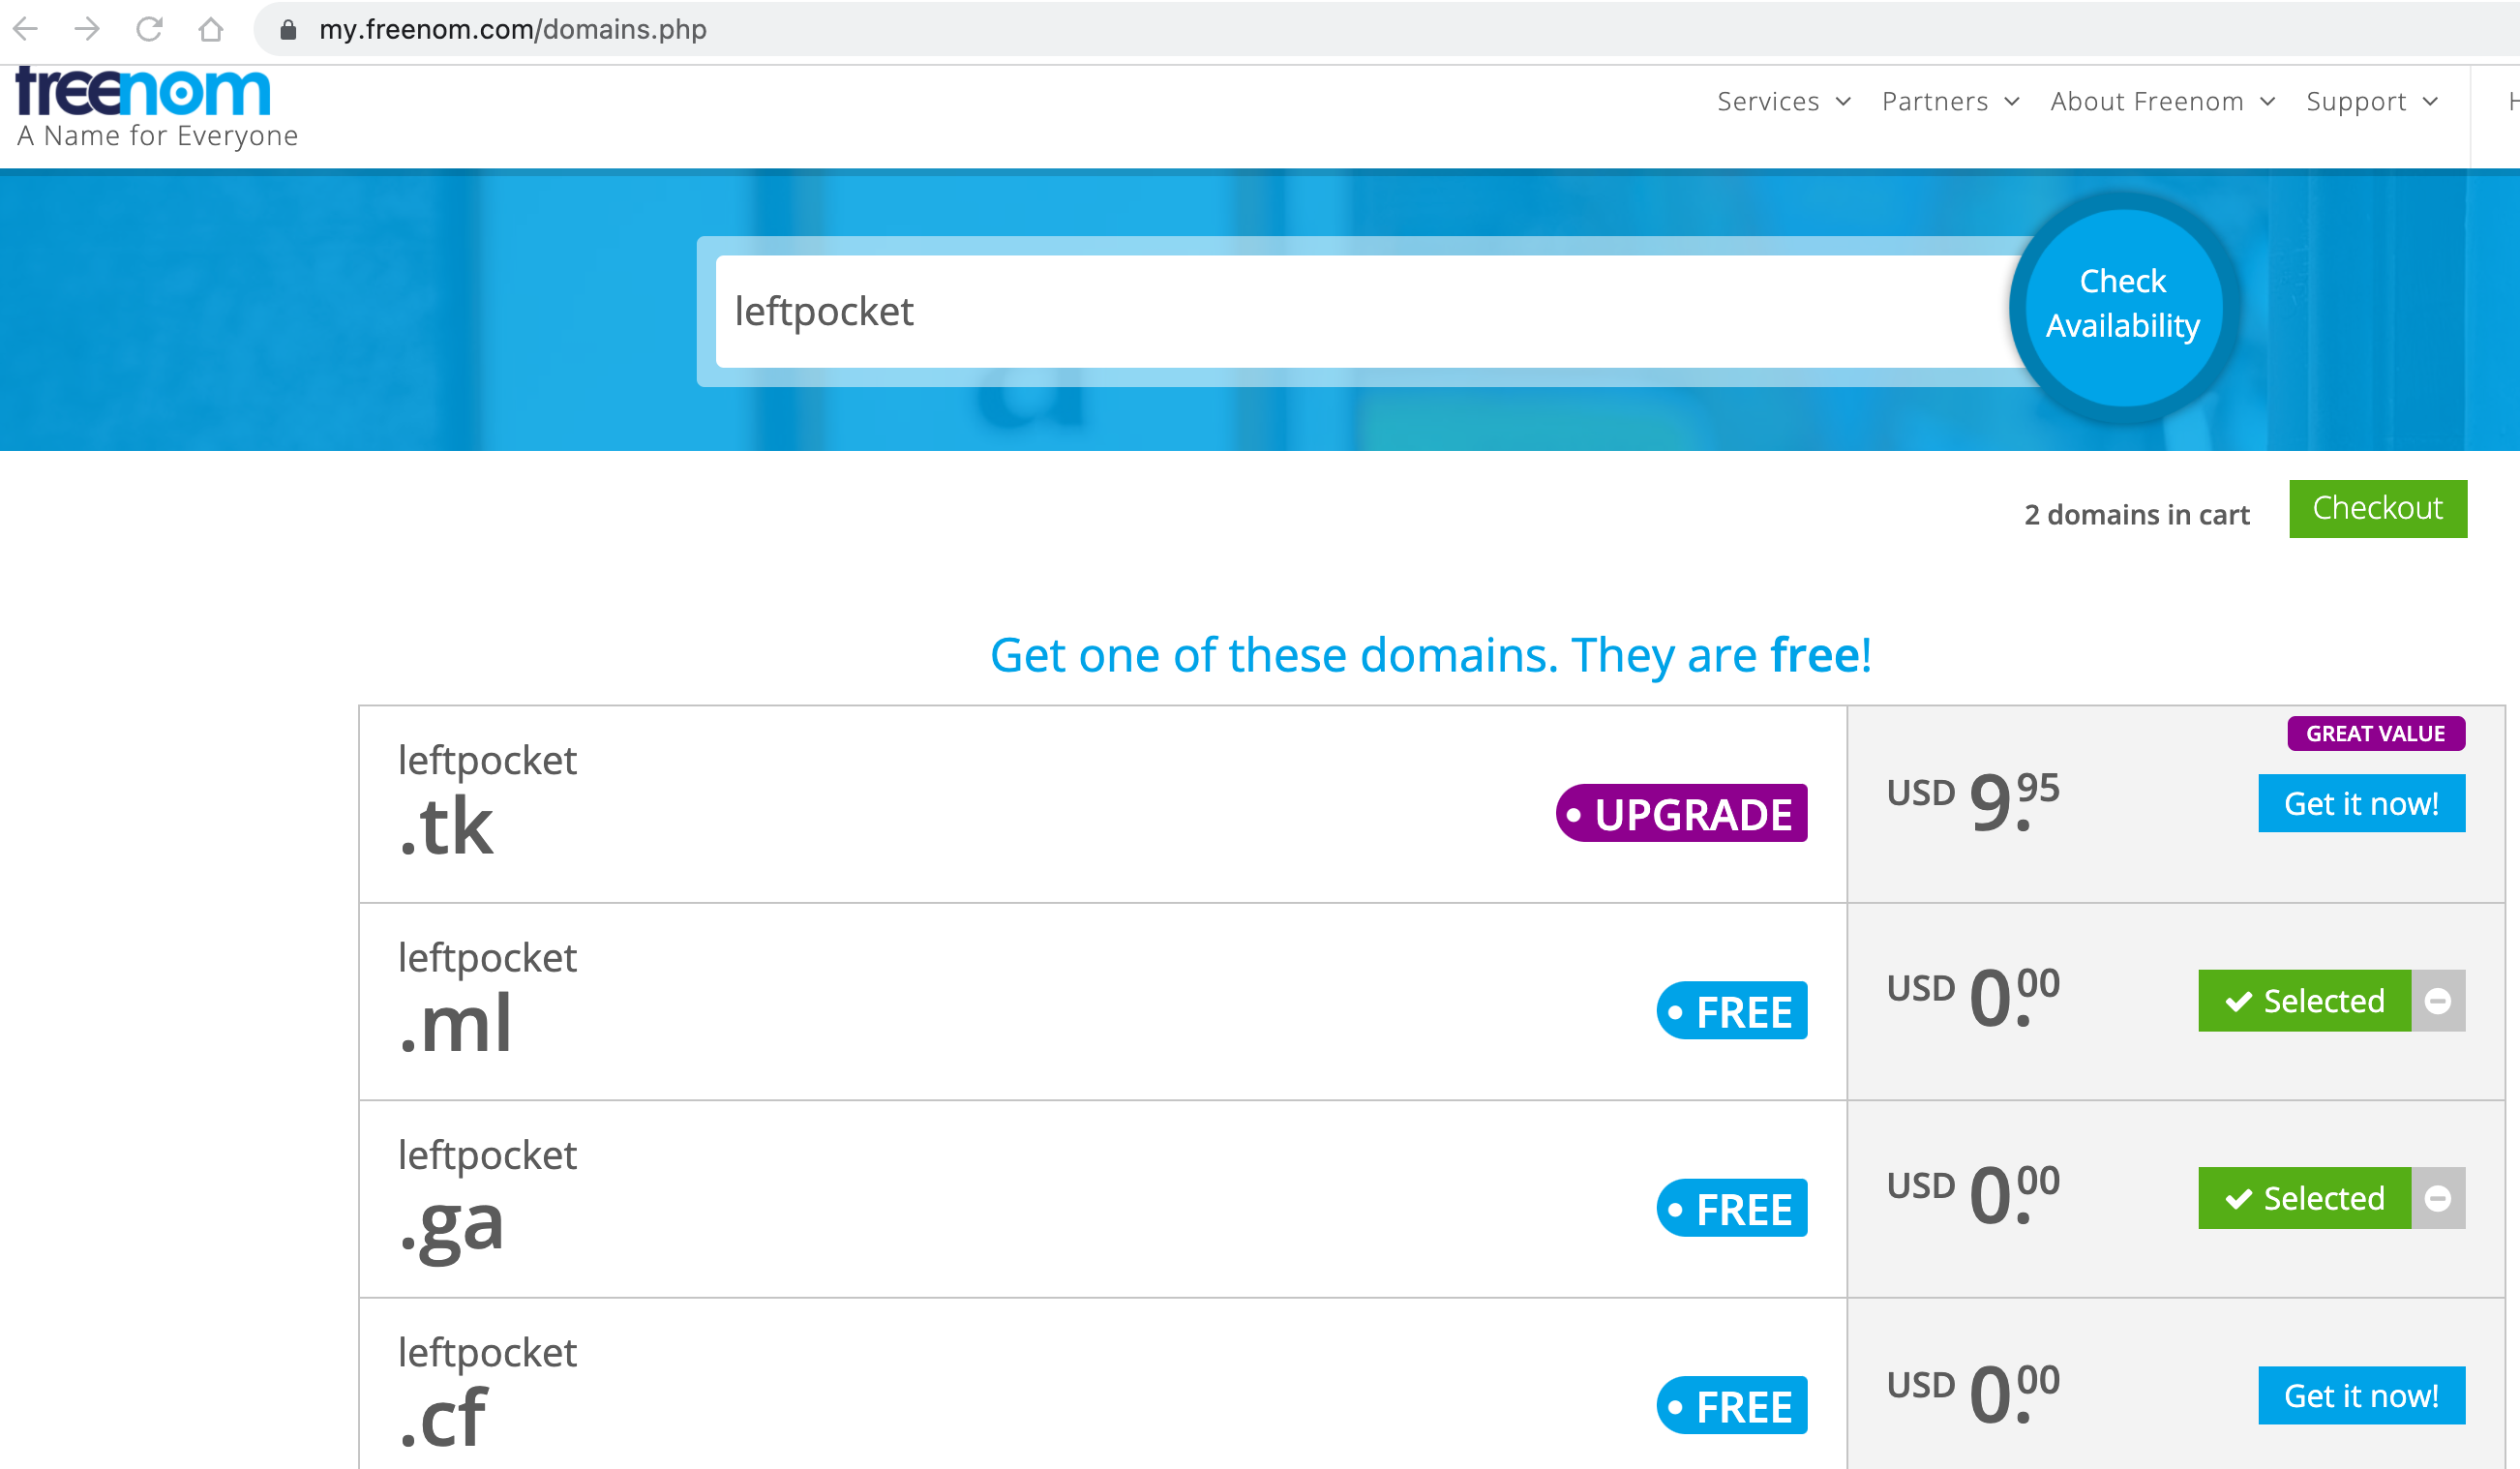 my.freenom.com/domains.php
freenom
A Name for Everyone
Services Partners About Freenom Support
leftpocket
Check
Availability
2 domains in cart Checkout
Get one of these domains. They are free!
leftpocket
.tk
UPGRADE
USD 9.95
GREAT VALUE
Get it now!
leftpocket
.ml
FREE
USD 0.00
Selected
leftpocket
.ga
FREE
USD 0.00
Selected
leftpocket
.cf
FREE
USD 0.00
Get it now!